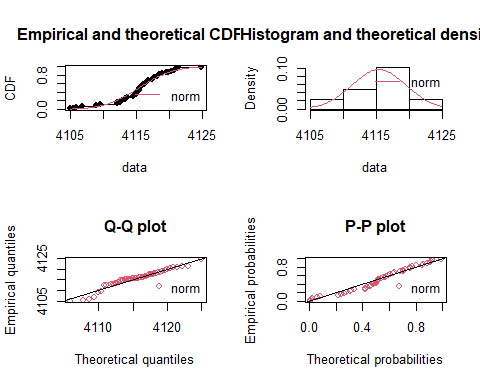 Empirical and theoretical CDF
Histogram and theoretical densi
CDF
0.0 0.8
norm
4105 4115 4125
data
Density
0.00 0.10
norm
4105 4115 4125
data
Q-Q plot
Empirical quantiles
4105 4125
norm
4110 4120
Theoretical quantiles
P-P plot
Empirical probabilities
0.0 0.8
norm
0.0 0.4 0.8
Theoretical probabilities